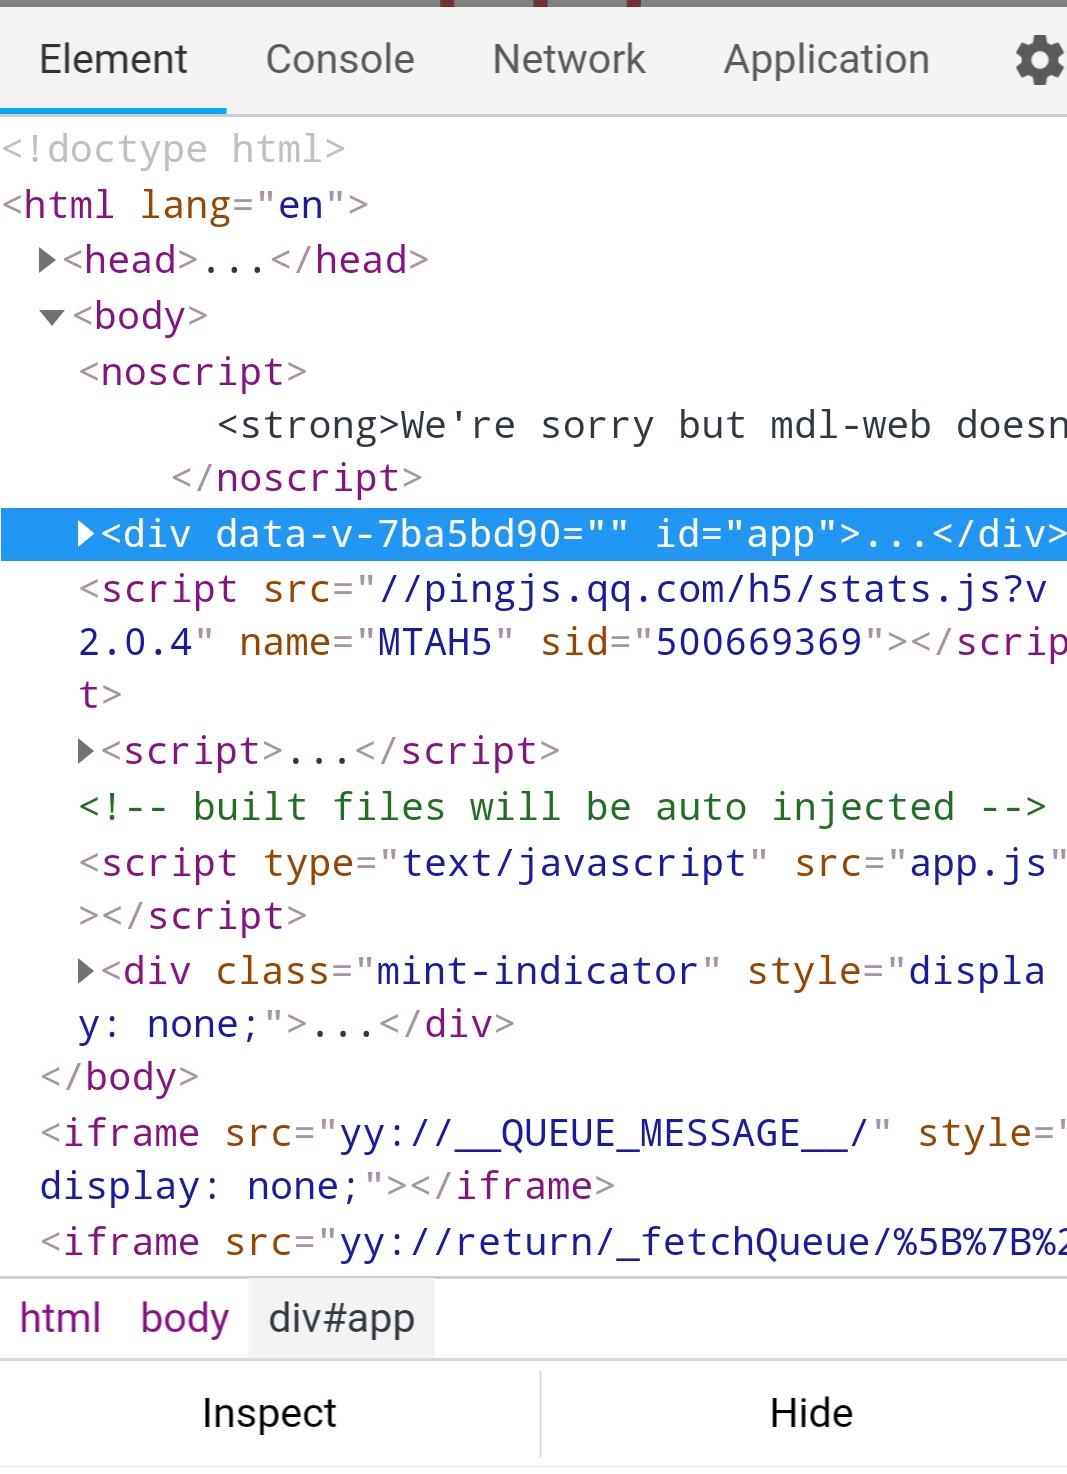 Element Console Network Application
<!doctype html>
<html lang="en">
<head>...</head>
<body>
<noscript>
<strong>We're sorry but mdl-web doesn
</noscript>
<div data-v-7ba5bd90="" id="app">...</div>
<script src="//pingjs.qq.com/h5/stats.js?v
2.0.4" name="MTAH5" sid="500669369"></scrip
t>
<script>...</script>
<!-- built files will be auto injected -->
<script type="text/javascript" src="app.js"
></script>
<div class="mint-indicator" style="displa
y: none;">...</div>
</body>
<iframe src="yy://__QUEUE_MESSAGE__/" style="
display: none;"></iframe>
<iframe src="yy://return/_fetchQueue/%5B%7B%2
html body div#app
Inspect Hide